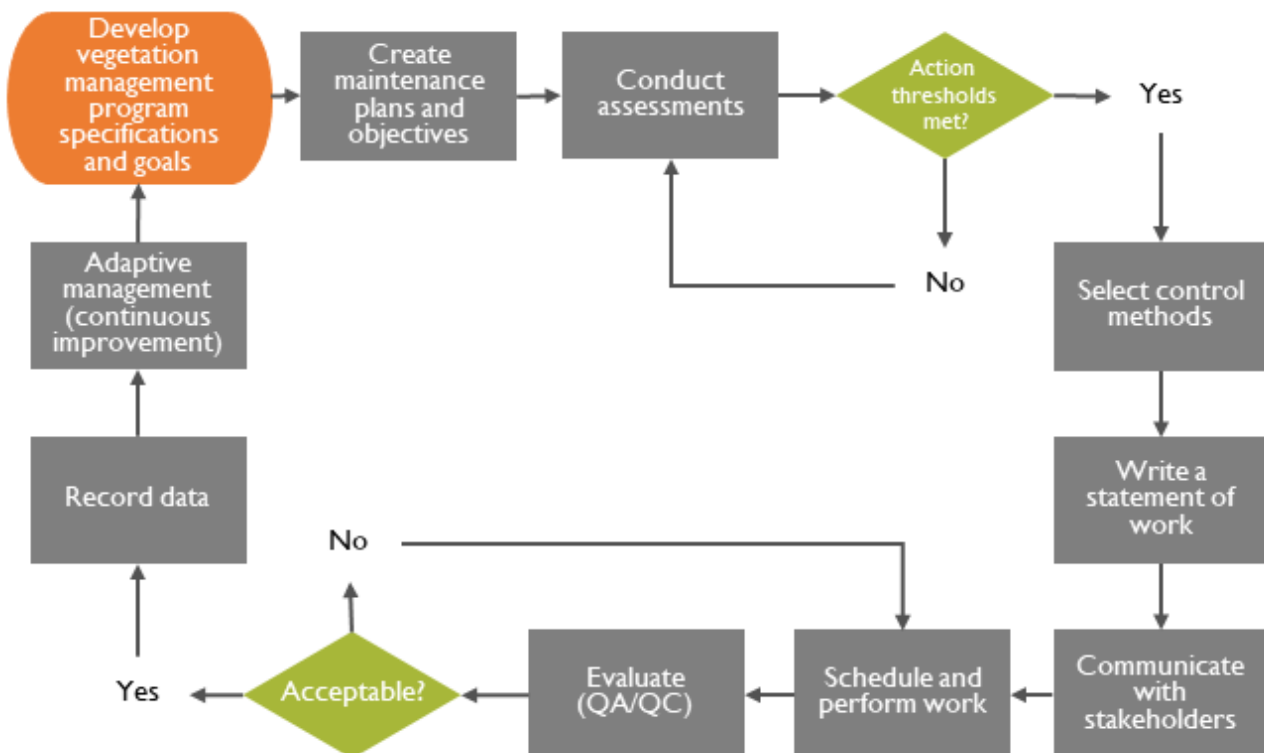 Develop
vegetation
management
program
specifications
and goals
Create
maintenance
plans and
objectives
Conduct
assessments
Action
thresholds
met?
Yes
No
Select control
methods
Write a
statement of
work
Communicate
with
stakeholders
Schedule and
perform work
Evaluate
(QA/QC)
Acceptable?
No
Yes
Record data
Adaptive
management
(continuous
improvement)